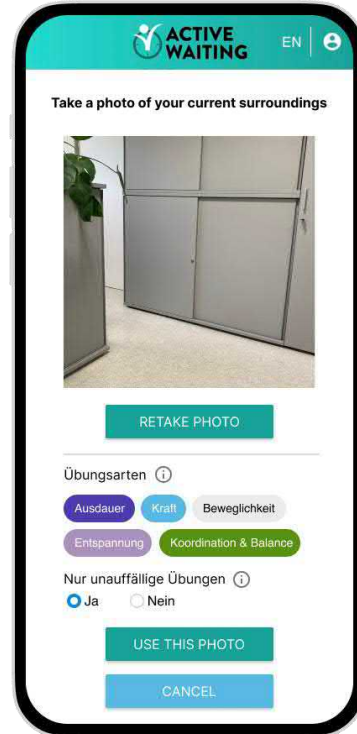 ACTIVE
WAITING
EN
Take a photo of your current surroundings
RETAKE PHOTO
Übungsarten
Ausdauer Kraft Beweglichkeit
Entspannung Koordination & Balance
Nur unauffällige Übungen
Ja Nein
USE THIS PHOTO
CANCEL